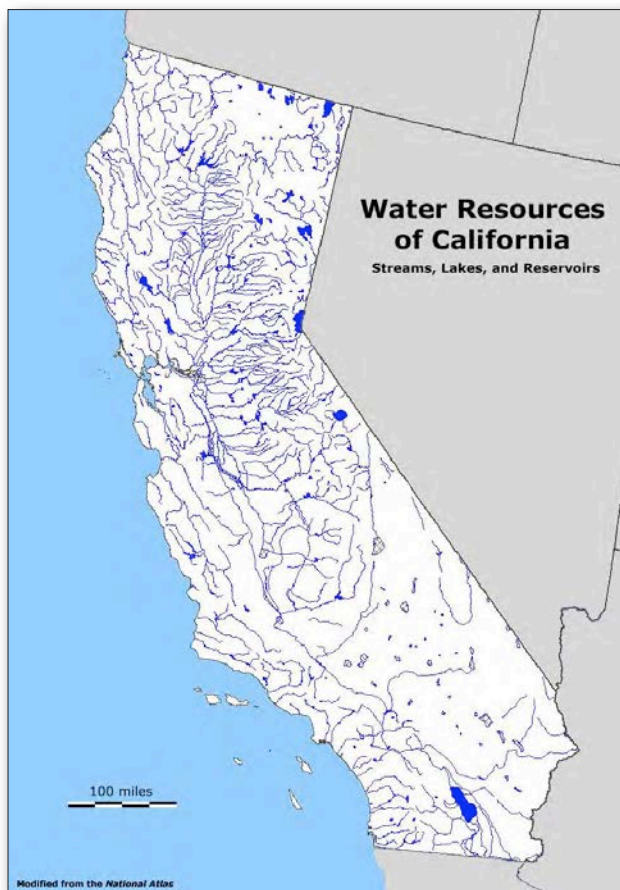 Water Resources
of California
Streams, Lakes, and Reservoirs
100 miles
Modified from the National Atlas